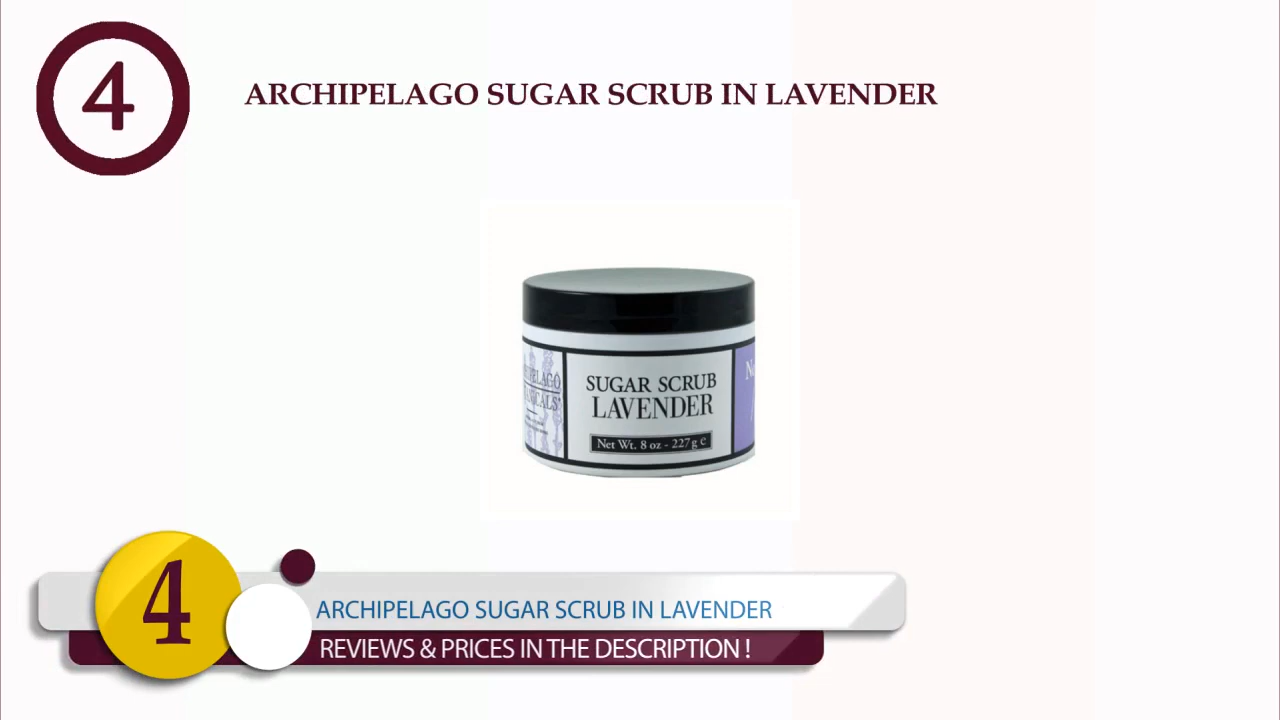 4
ARCHIPELAGO SUGAR SCRUB IN LAVENDER
SUGAR SCRUB
LAVENDER
Net Wt. 8 oz - 227 g e
4
ARCHIPELAGO SUGAR SCRUB IN LAVENDER
REVIEWS & PRICES IN THE DESCRIPTION !